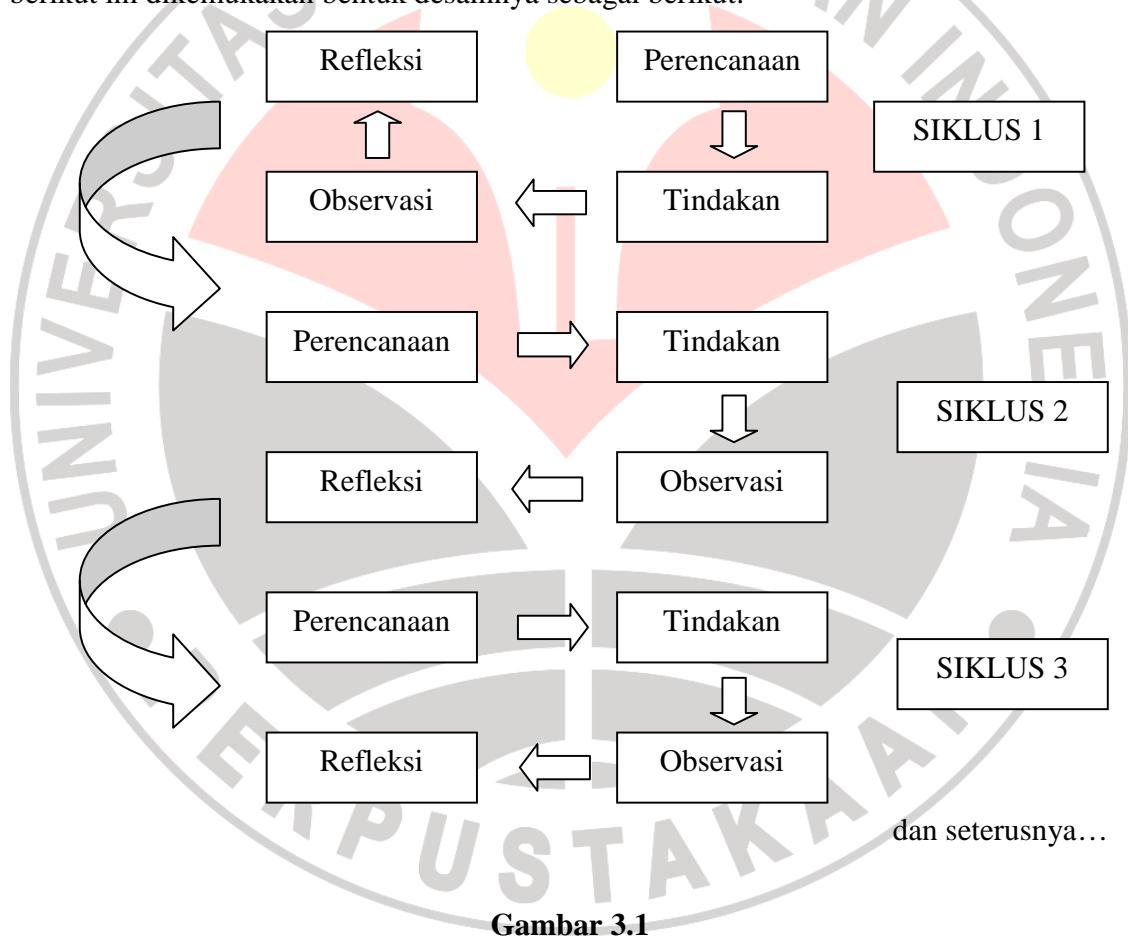 berikut ini dikemukakan bentuk desainnya sebagai berikut:
Refleksi
Perencanaan
SIKLUS 1
Observasi
Tindakan
Perencanaan
Tindakan
SIKLUS 2
Refleksi
Observasi
Perencanaan
Tindakan
SIKLUS 3
Refleksi
Observasi
dan seterusnya…
Gambar 3.1
PERPUSTAKAAN